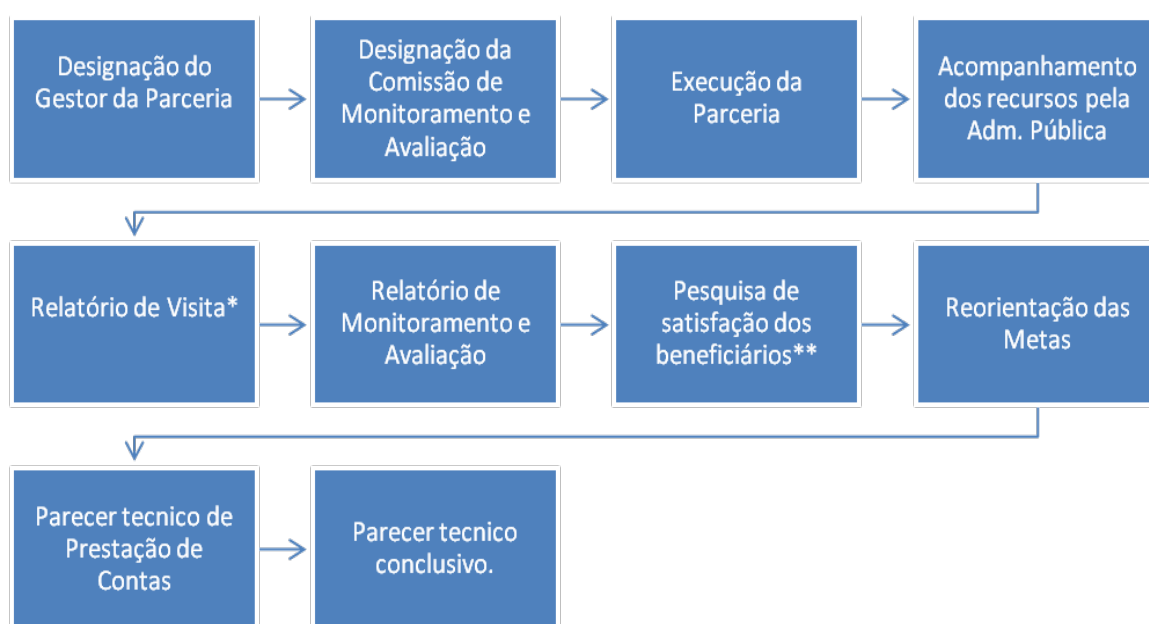 Designação do
Gestor da Parceria
Designação da
Comissão de
Monitoramento e
Avaliação
Execução da
Parceria
Acompanhamento
dos recursos pela
Adm. Pública
Relatório de Visita*
Relatório de
Monitoramento e
Avaliação
Pesquisa de
satisfação dos
beneficiários**
Reorientação das
Metas
Parecer tecnico de
Prestação de
Contas
Parecer tecnico
conclusivo.